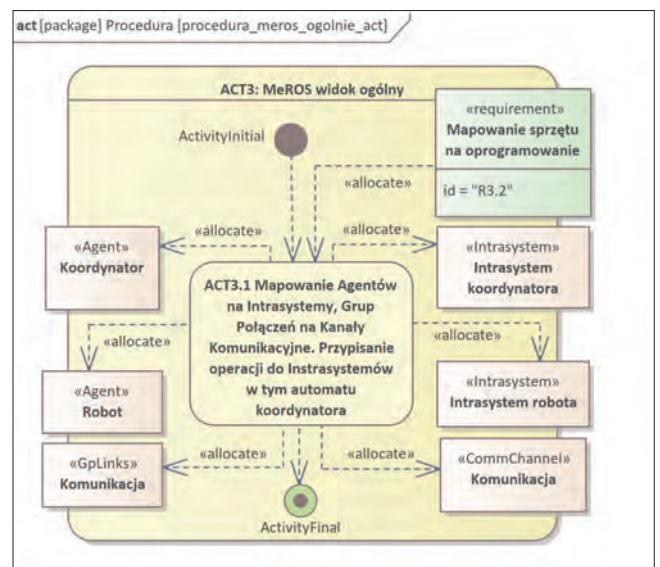 act [package] Procedura [procedura_meros_ogolnie_act]
ACT3: MeROS widok ogólny
«requirement»
Mapowanie sprzętu
na oprogramowanie
id = "R3.2"
ActivityInitial
«allocate»
«allocate»
«allocate»
«Agent»
Koordynator
«Intrasystem»
Intrasystem
koordynatora
ACT3.1 Mapowanie Agentów
na Intrasystemy, Grup
Połączeń na Kanały
Komunikacyjne. Przypisanie
operacji do Instrasystemów
w tym automatu
koordynatora
«allocate»
«allocate»
«Agent»
Robot
«Intrasystem»
Intrasystem robota
«GpLinks»
Komunikacja
«allocate»
«allocate»
«CommChannel»
Komunikacja
ActivityFinal